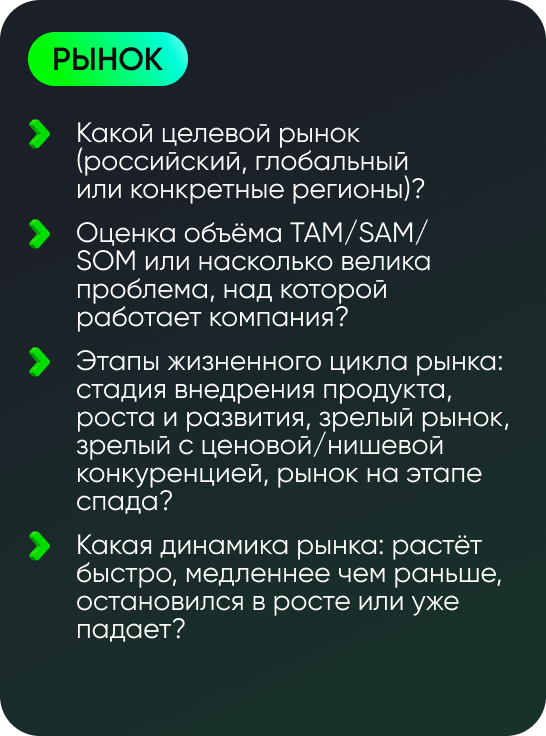 РЫНОК
Какой целевой рынок
(российский, глобальный
или конкретные регионы)?
Оценка объёма TAM/SAM/
SOM или насколько велика
проблема, над которой
работает компания?
Этапы жизненного цикла рынка:
стадия внедрения продукта,
роста и развития, зрелый рынок,
зрелый с ценовой/нишевой
конкуренцией, рынок на этапе
спада?
Какая динамика рынка: растёт
быстро, медленнее чем раньше,
остановился в росте или уже
падает?